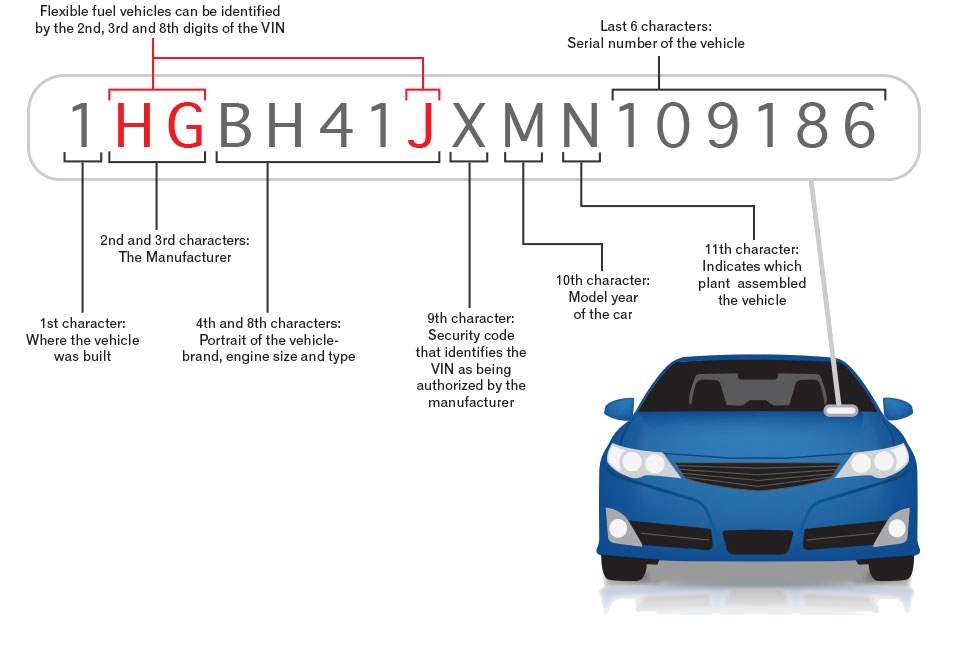 Flexible fuel vehicles can be identified
by the 2nd, 3rd and 8th digits of the VIN
Last 6 characters:
Serial number of the vehicle
1HGBH41JXMN109186
2nd and 3rd characters:
The Manufacturer
1st character:
Where the vehicle
was built
4th and 8th characters:
Portrait of the vehicle-
brand, engine size and type
9th character:
Security code
that identifies the
VIN as being
authorized by the
manufacturer
10th character:
Model year
of the car
11th character:
Indicates which
plant assembled
the vehicle